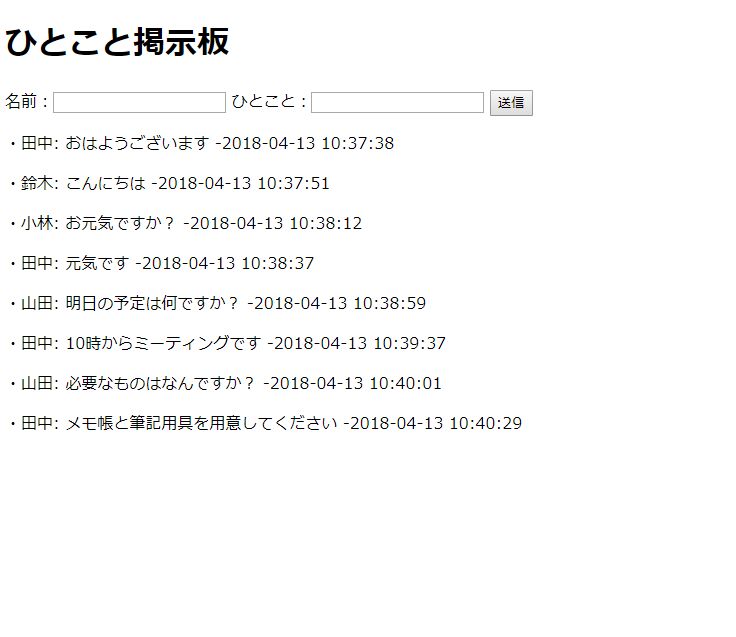 ひとこと掲示板
名前：ひとこと：送信
・田中: おはようございます -2018-04-13 10:37:38
・鈴木: こんにちは -2018-04-13 10:37:51
・小林: お元気ですか？ -2018-04-13 10:38:12
・田中: 元気です -2018-04-13 10:38:37
・山田: 明日の予定は何ですか？ -2018-04-13 10:38:59
・田中: 10時からミーティングです -2018-04-13 10:39:37
・山田: 必要なものはなんですか？ -2018-04-13 10:40:01
・田中: メモ帳と筆記用具を用意してください -2018-04-13 10:40:29